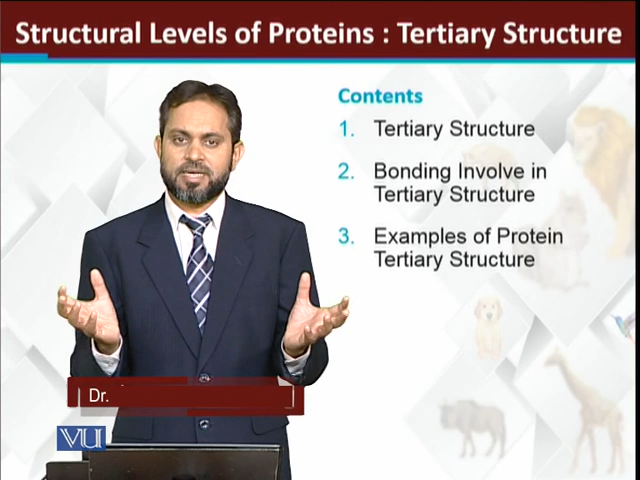 Structural Levels of Proteins : Tertiary Structure
Contents
1. Tertiary Structure
2. Bonding Involve in
Tertiary Structure
3. Examples of Protein
Tertiary Structure
Dr.
VU